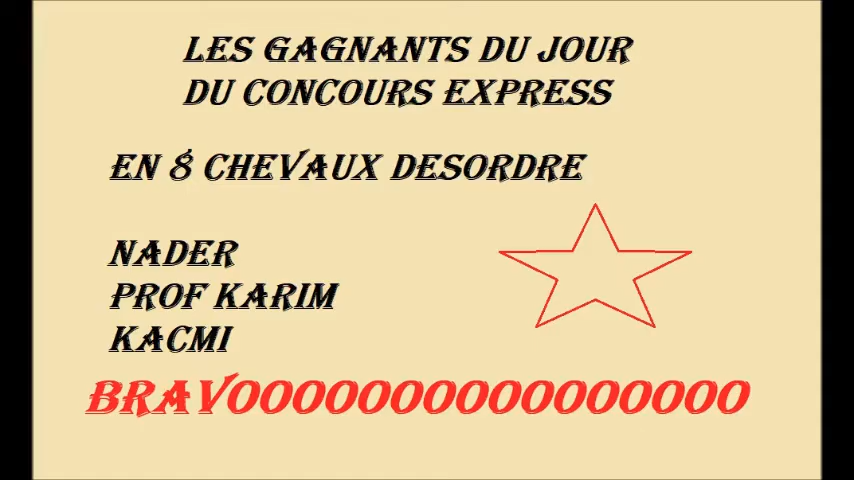 LES GAGNANTS DU JOUR
DU CONCOURS EXPRESS
EN 8 CHEVAUX DESORDRE
NADER
PROF KARIM
KACMI
BRAVOOOOOOOOOOOOOOOO